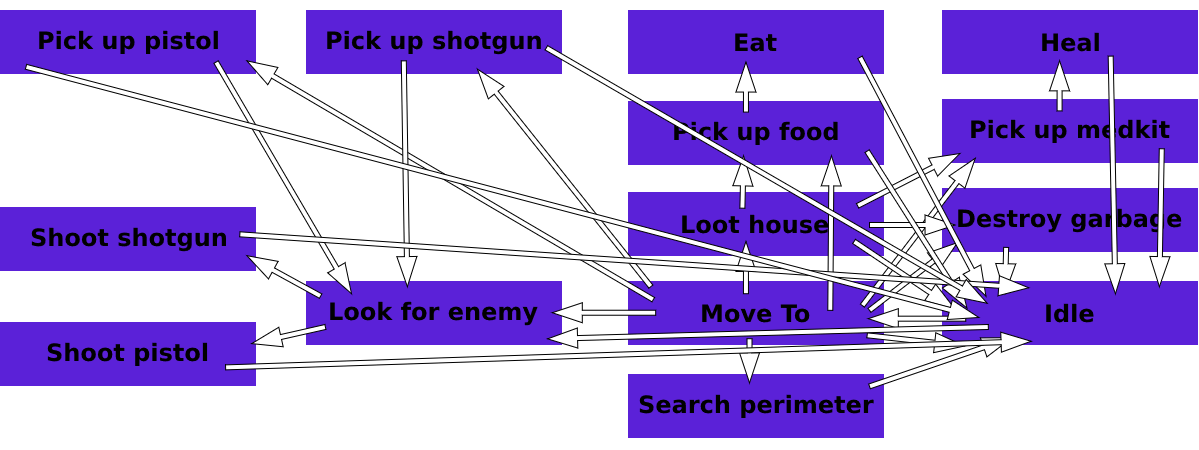 Pick up pistol
Pick up shotgun
Eat
Heal
Pick up food
Pick up medkit
Loot house
Destroy garbage
Shoot shotgun
Look for enemy
Move To
Idle
Shoot pistol
Search perimeter